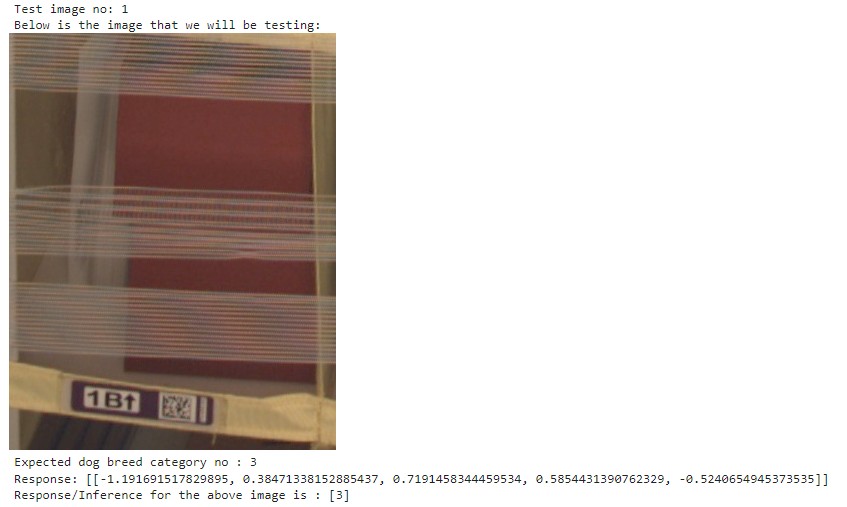 Test image no: 1
Below is the image that we will be testing:
1B↑
Expected dog breed category no : 3
Response: [[-1.191691517829895, 0.38471338152885437, 0.7191458344459534, 0.5854431390762329, -0.5240654945373535]]
Response/Inference for the above image is : [3]